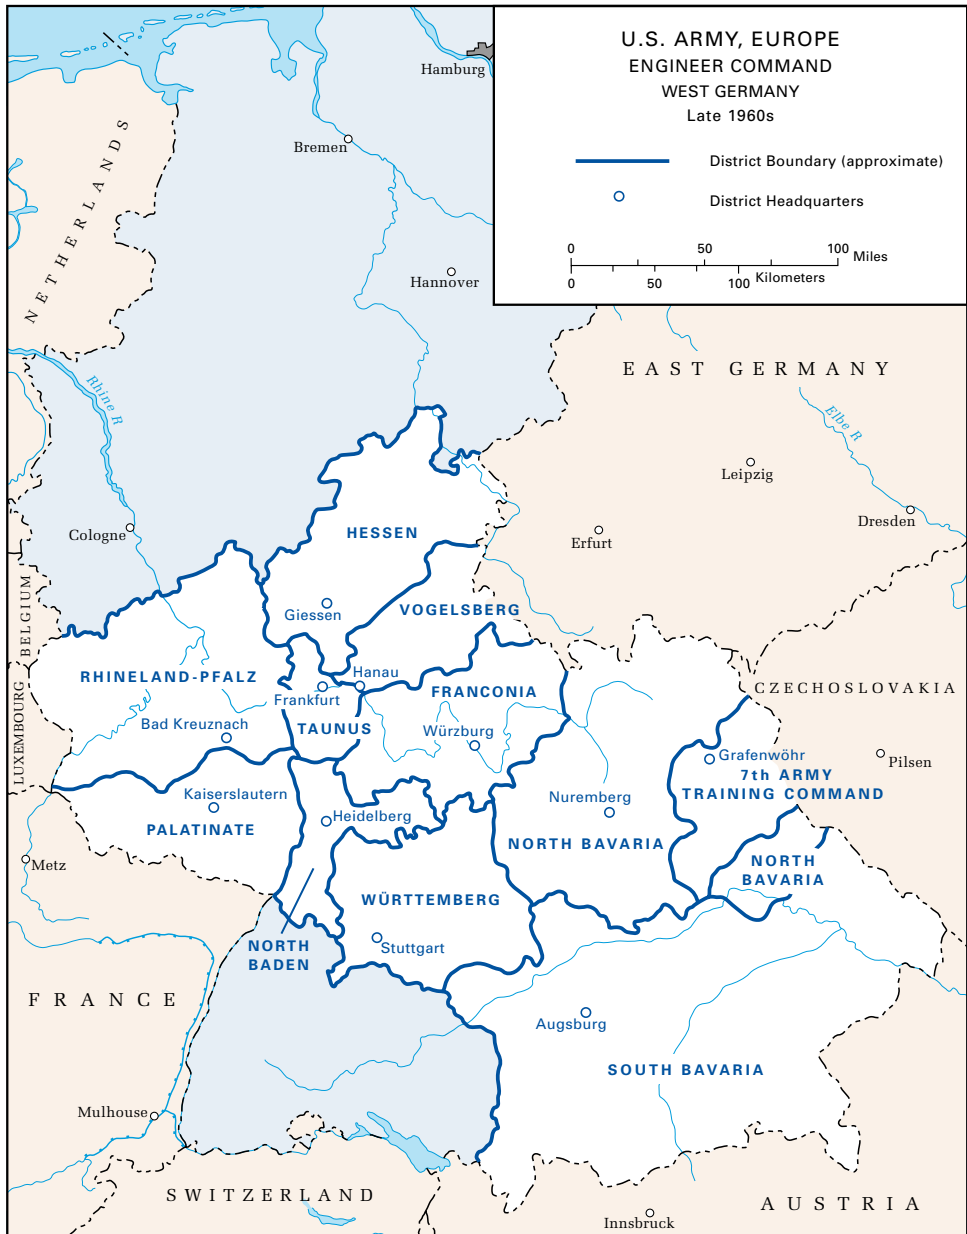 U.S. ARMY, EUROPE
ENGINEER COMMAND
WEST GERMANY
Late 1960s
District Boundary (approximate)
District Headquarters
0 50 100 Miles
0 50 100 Kilometers
Hamburg
Bremen
NETHERLANDS
Hannover
EAST GERMANY
Rhine R
Elbe R
Leipzig
Dresden
Cologne
Erfurt
HESSEN
BELGIUM
Giessen
VOGELSBERG
RHINELAND-PFALZ
Hanau
Frankfurt
FRANCONIA
CZECHOSLOVAKIA
LUXEMBOURG
Bad Kreuznach
TAUNUS
Würzburg
Grafenwöhr
Pilsen
7th ARMY
TRAINING COMMAND
Kaiserslautern
Nuremberg
PALATINATE
Heidelberg
NORTH BAVARIA
NORTH
BAVARIA
Metz
WÜRTTEMBERG
NORTH
BADEN
Stuttgart
FRANCE
Augsburg
SOUTH BAVARIA
Mulhouse
SWITZERLAND
AUSTRIA
Innsbruck